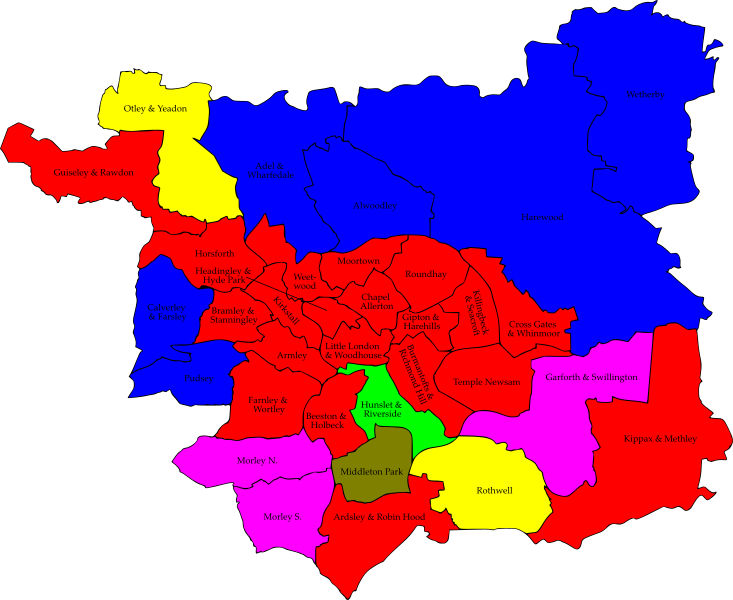 Wetherby
Otley & Yeadon
Guiseley & Rawdon
Adel &
Wharfedale
Alwoodley
Harewood
Horsforth
Moortown
Headingley &
Hyde Park
Weet-
wood
Roundhay
Calverley
& Farsley
Bramley &
Stanningley
Kirkstall
Chapel
Allerton
Gipton &
Harehills
Killingbeck
& Seacroft
Cross Gates
& Whinmoor
Little London
& Woodhouse
Armley
Burmantofts &
Richmond Hill
Temple Newsam
Garforth & Swillington
Pudsey
Farnley &
Wortley
Beeston &
Holbeck
Hunslet &
Riverside
Kippax & Methley
Morley N.
Middleton Park
Rothwell
Morley S.
Ardsley & Robin Hood